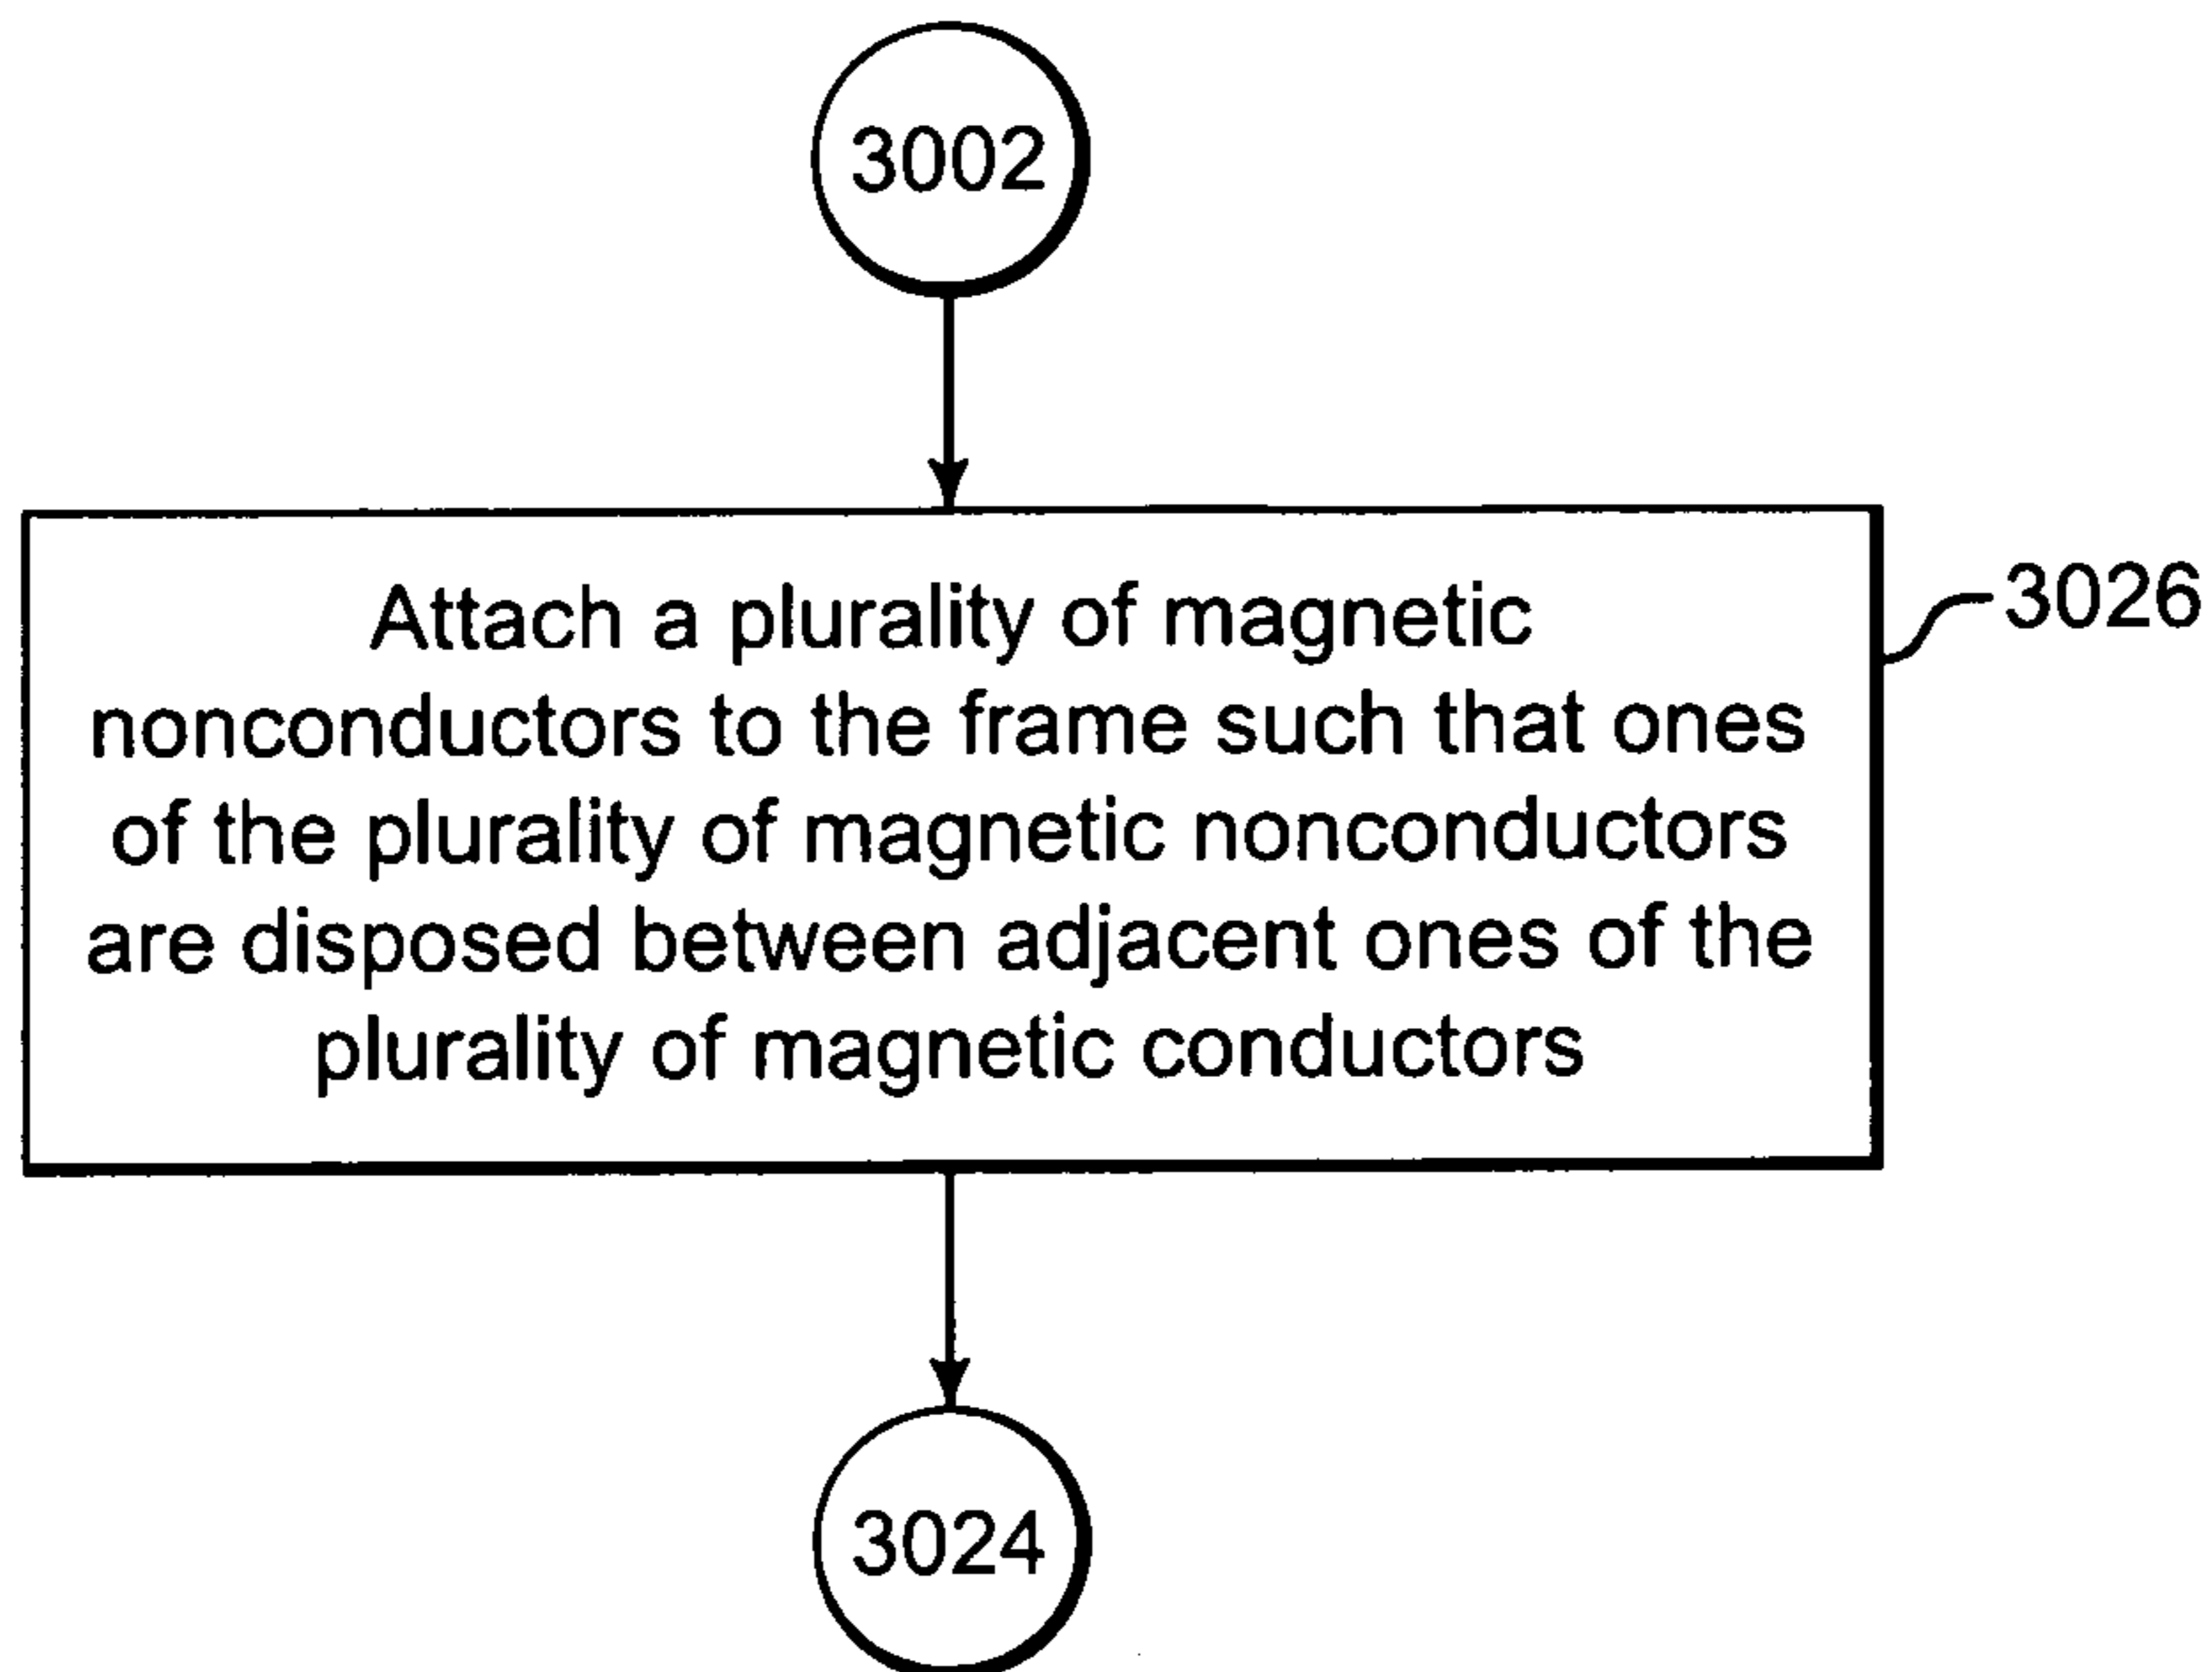 3002
Attach a plurality of magnetic
nonconductors to the frame such that ones
of the plurality of magnetic nonconductors
are disposed between adjacent ones of the
plurality of magnetic conductors
3026
3024